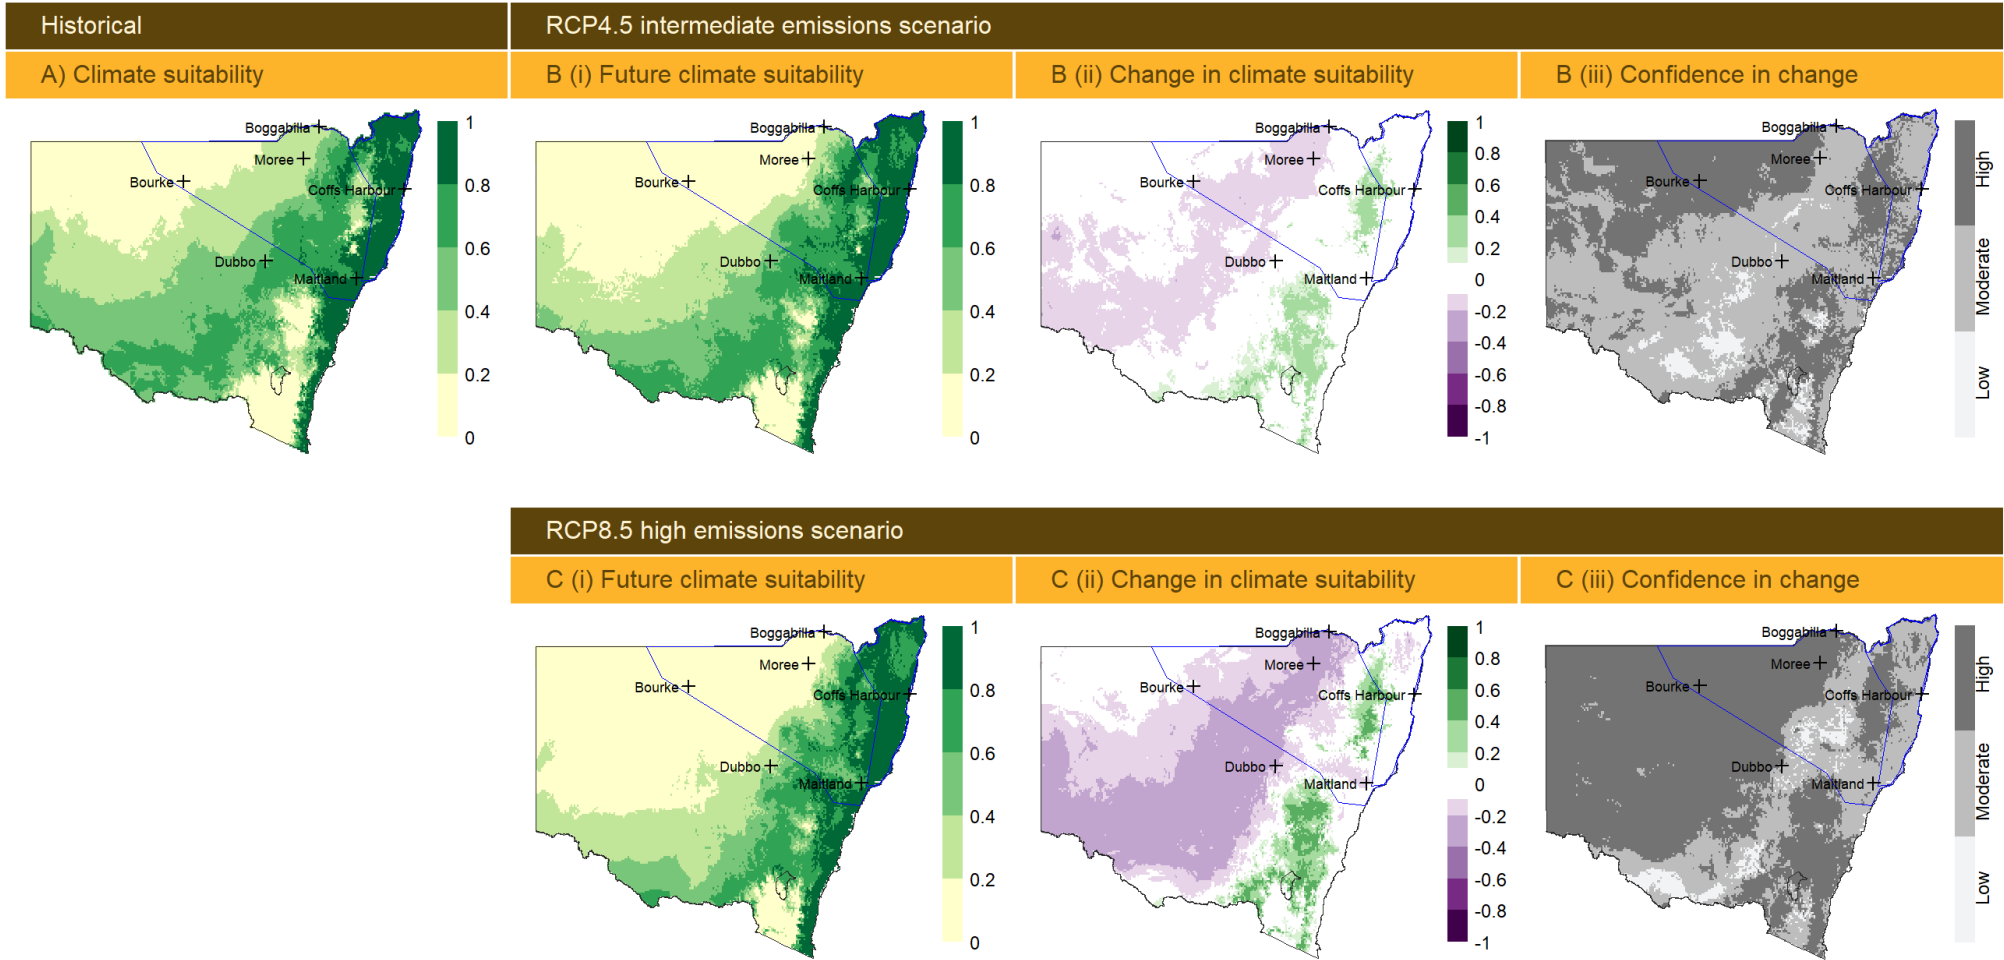 Historical
RCP4.5 intermediate emissions scenario
A) Climate suitability
B (i) Future climate suitability
B (ii) Change in climate suitability
B (iii) Confidence in change
Boggabilla
Moree
Bourke
Coffs Harbour
Dubbo
Maitland
1
0.8
0.6
0.4
0.2
0
Boggabilla
Moree
Bourke
Coffs Harbour
Dubbo
Maitland
1
0.8
0.6
0.4
0.2
0
Boggabilla
Moree
Bourke
Coffs Harbour
Dubbo
Maitland
1
0.8
0.6
0.4
0.2
0
-0.2
-0.4
-0.6
-0.8
-1
Boggabilla
Moree
Bourke
Coffs Harbour
Dubbo
Maitland
High
Moderate
Low
RCP8.5 high emissions scenario
C (i) Future climate suitability
C (ii) Change in climate suitability
C (iii) Confidence in change
Boggabilla
Moree
Bourke
Coffs Harbour
Dubbo
Maitland
1
0.8
0.6
0.4
0.2
0
Boggabilla
Moree
Bourke
Coffs Harbour
Dubbo
Maitland
1
0.8
0.6
0.4
0.2
0
-0.2
-0.4
-0.6
-0.8
-1
Boggabilla
Moree
Bourke
Coffs Harbour
Dubbo
Maitland
High
Moderate
Low